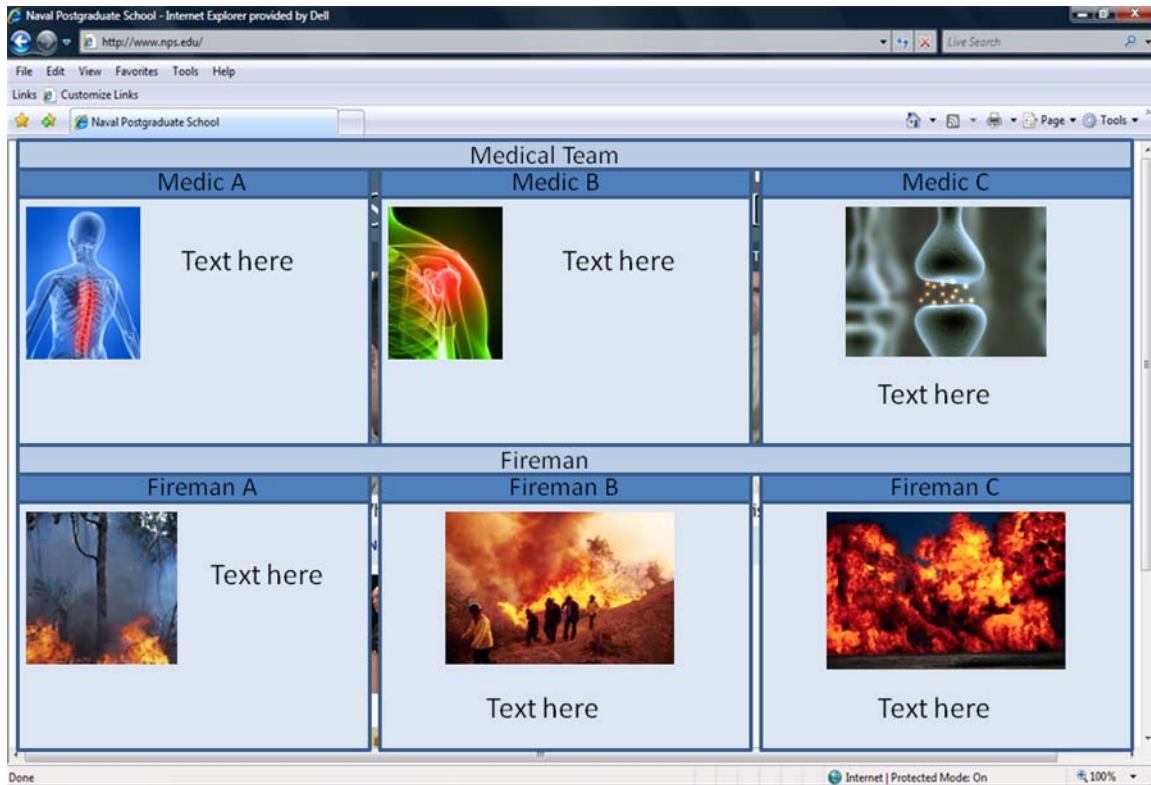 Naval Postgraduate School - Internet Explorer provided by Dell
http://www.nps.edu/
Live Search
File Edit View Favorites Tools Help
Links Customize Links
Naval Postgraduate School
Page Tools
Medical Team
Medic A Medic B Medic C
Text here Text here
Text here
Fireman
Fireman A Fireman B Fireman C
Text here
Text here Text here
Done Internet | Protected Mode: On 100%